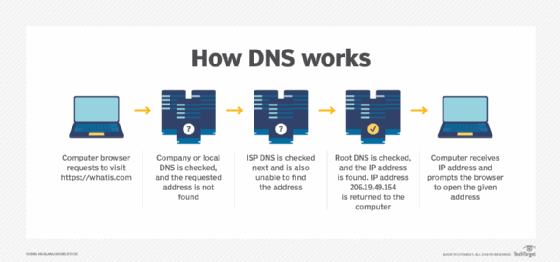 How DNS works
?
?
Computer browser
requests to visit
https://whatis.com
Company or local
DNS is checked,
and the requested
address is not
found
ISP DNS is checked
next and is also
unable to find
the address
Root DNS is checked,
and the IP address
is found. IP address
206.19.49.154
is returned to the
computer
Computer receives
IP address and
prompts the browser
to open the given
address
TechTarget